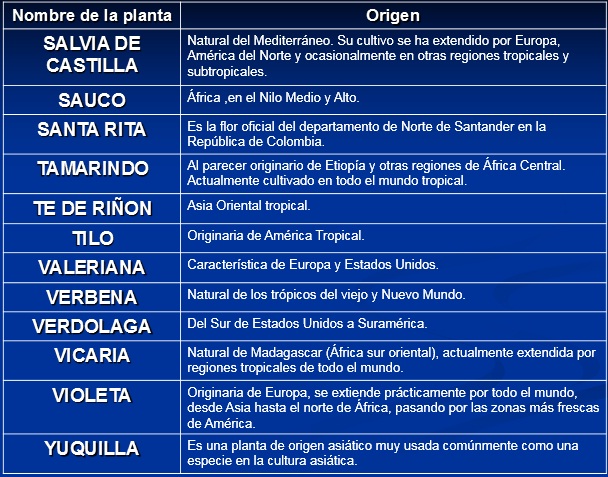 Nombre de la planta Origen
SALVIA DE
CASTILLA
Natural del Mediterráneo. Su cultivo se ha extendido por Europa,
América del Norte y ocasionalmente en otras regiones tropicales y
subtropicales.
SAUCO
África ,en el Nilo Medio y Alto.
SANTA RITA
Es la flor oficial del departamento de Norte de Santander en la
República de Colombia.
TAMARINDO
Al parecer originario de Etiopía y otras regiones de África Central.
Actualmente cultivado en todo el mundo tropical.
TE DE RIÑON
Asia Oriental tropical.
TILO
Originaria de América Tropical.
VALERIANA
Característica de Europa y Estados Unidos.
VERBENA
Natural de los trópicos del viejo y Nuevo Mundo.
VERDOLAGA
Del Sur de Estados Unidos a Suramérica.
VICARIA
Natural de Madagascar (África sur oriental), actualmente extendida por
regiones tropicales de todo el mundo.
VIOLETA
Originaria de Europa, se extiende prácticamente por todo el mundo,
desde Asia hasta el norte de África, pasando por las zonas más frescas
de América.
YUQUILLA
Es una planta de origen asiático muy usada comúnmente como una
especie en la cultura asiática.